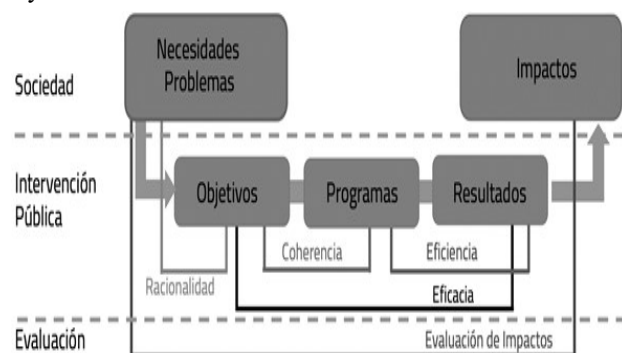 Necesidades
Problemas
Impactos
Sociedad
Intervención
Pública
Objetivos
Programas
Resultados
Coherencia
Eficiencia
Racionalidad
Eficacia
Evaluación
Evaluación de Impactos